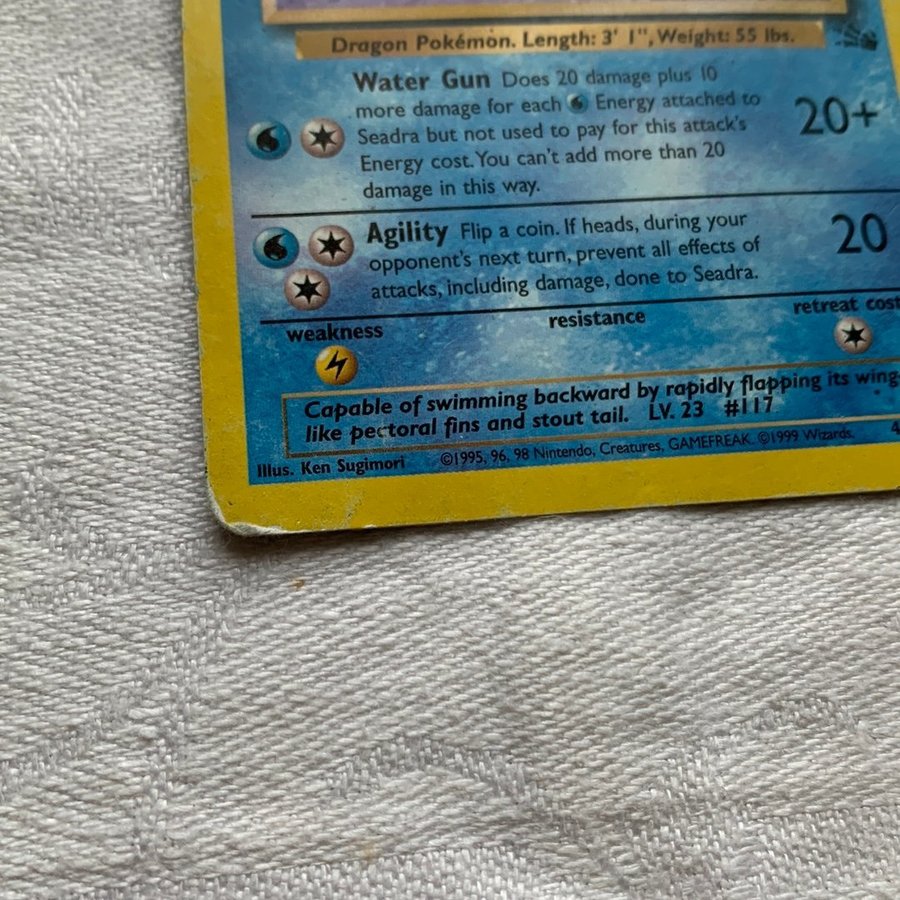 Dragon Pokémon. Length: 3' 1", Weight: 55 lbs.
Water Gun Does 20 damage plus 10
more damage for each Energy attached to
Seadra but not used to pay for this attack's
Energy cost. You can't add more than 20
damage in this way.
20+
Agility Flip a coin. If heads, during your
opponent's next turn, prevent all effects of
attacks, including damage, done to Seadra.
20
weakness
resistance
retreat cost
Capable of swimming backward by rapidly flapping its wing-
like pectoral fins and stout tail. LV. 23 #117
Illus. Ken Sugimori
©1995, 96, 98 Nintendo, Creatures, GAMEFREAK. ©1999 Wizards.
4